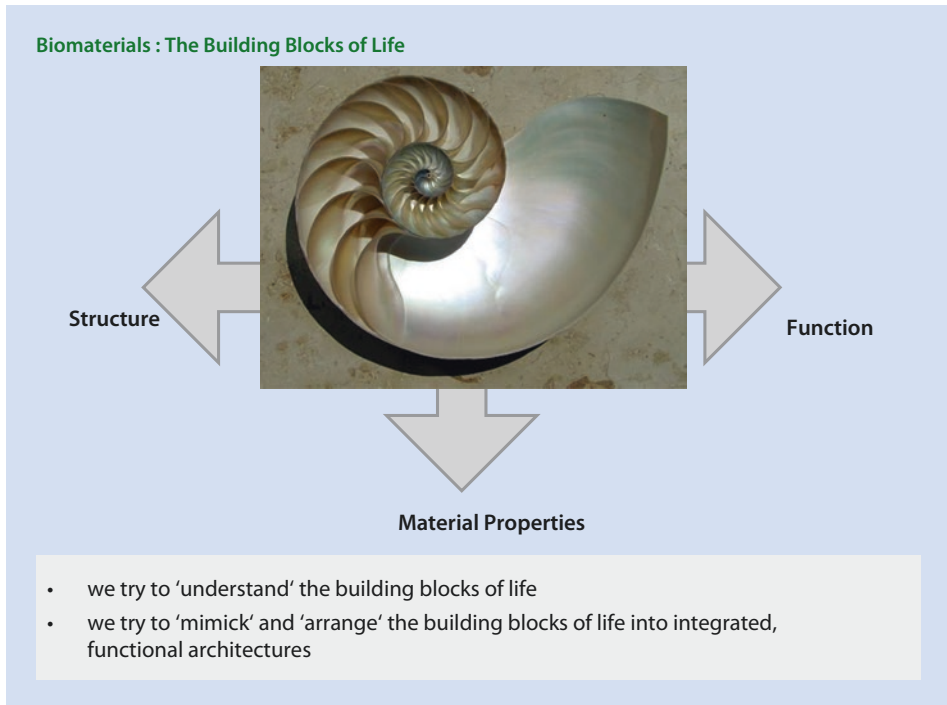 Biomaterials : The Building Blocks of Life
Structure
Function
Material Properties
• we try to ‘understand‘ the building blocks of life
• we try to ‘mimick‘ and ‘arrange‘ the building blocks of life into integrated,
functional architectures